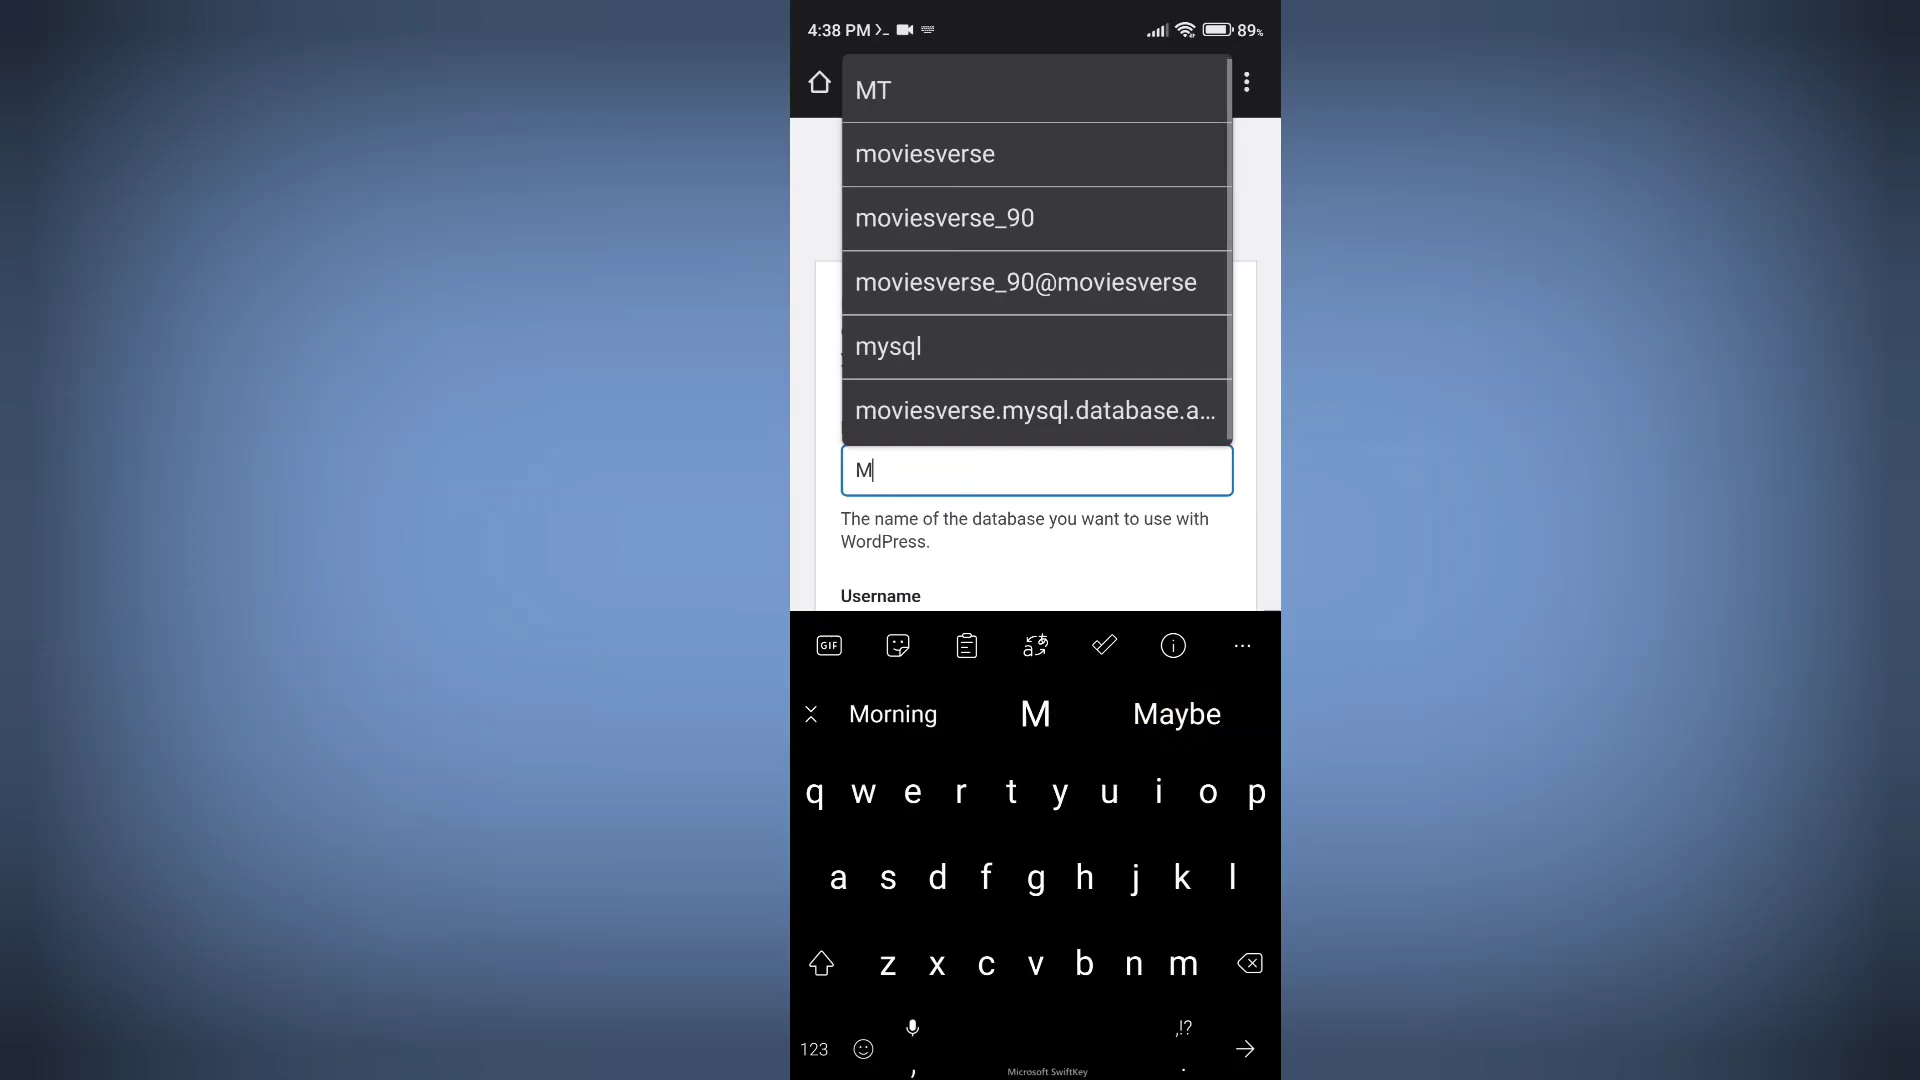 4:38 PM
89%
MT
moviesverse
moviesverse_90
moviesverse_90@moviesverse
mysql
moviesverse.mysql.database.a...
M
The name of the database you want to use with
WordPress.
Username
GIF
Morning M Maybe
q w e r t y u i o p
a s d f g h j k l
z x c v b n m
,!?
123 , .
Microsoft SwiftKey